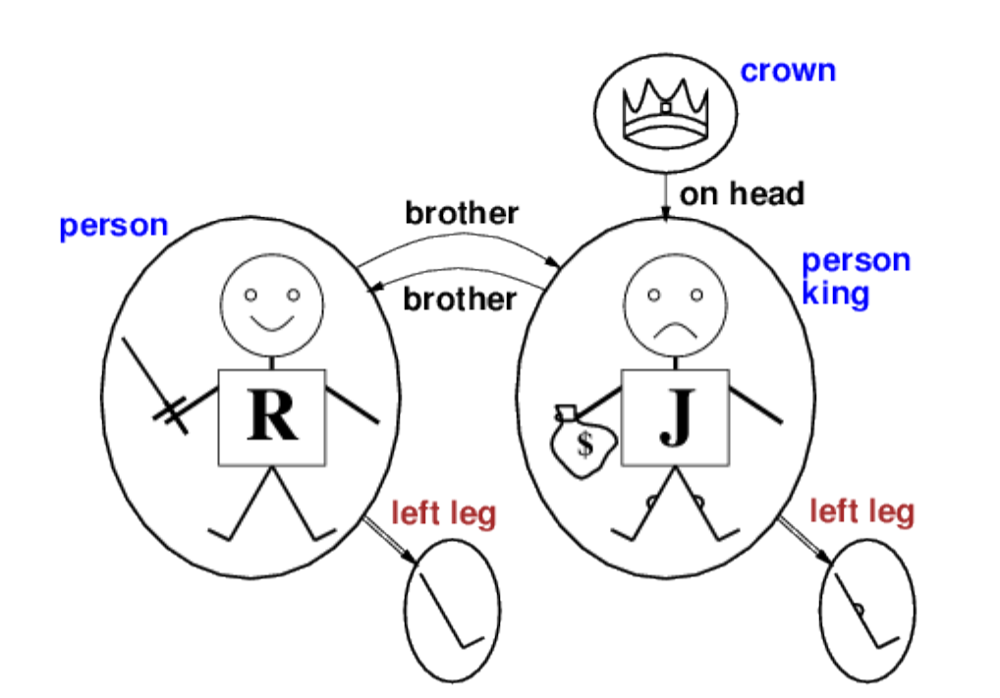 crown
on head
brother
person
person
king
brother
R
J
$
left leg
left leg